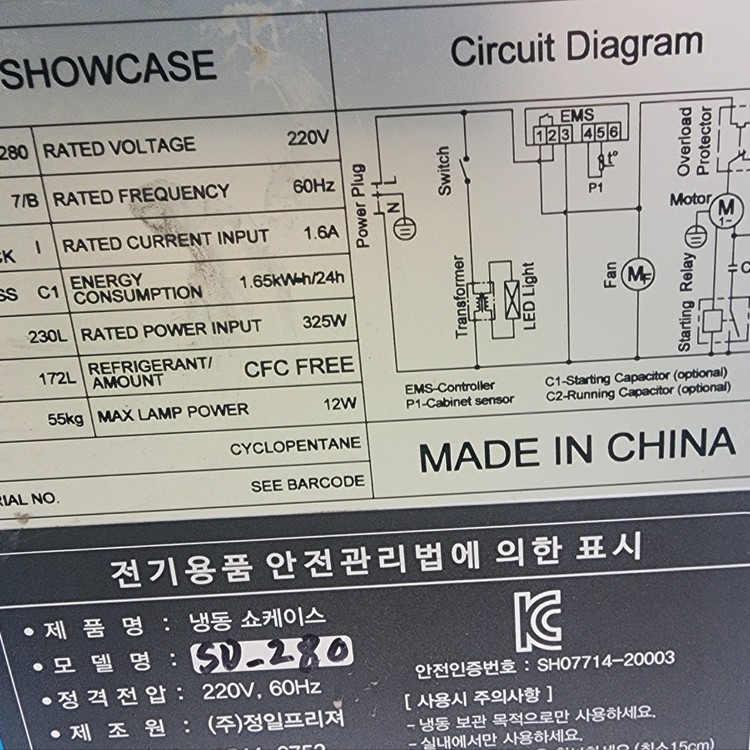 SHOWCASE
280 RATED VOLTAGE 220V
7/B RATED FREQUENCY 60Hz
I RATED CURRENT INPUT 1.6A
SS C1 ENERGY CONSUMPTION 1.65kW•h/24h
230L RATED POWER INPUT 325W
172L REFRIGERANT/AMOUNT CFC FREE
55kg MAX LAMP POWER 12W
CYCLOPENTANE
NO. SEE BARCODE
Circuit Diagram
Power Plug
L
N
Switch
Transformer
LED Light
EMS
1 2 3 4 5 6
t°
P1
Fan
MF
Overload Protector
Motor
M
1~
Starting Relay
C
EMS-Controller
P1-Cabinet sensor
C1-Starting Capacitor (optional)
C2-Running Capacitor (optional)
MADE IN CHINA
전기용품 안전관리법에 의한 표시
• 제 품 명 : 냉동 쇼케이스
• 모 델 명 : SD-280
• 정격전압 : 220V, 60Hz
• 제 조 원 : (주)정일프리져
안전인증번호 : SH07714-20003
[ 사용시 주의사항 ]
- 냉동 보관 목적으로만 사용하세요.
- 실내에서만 사용하세요.